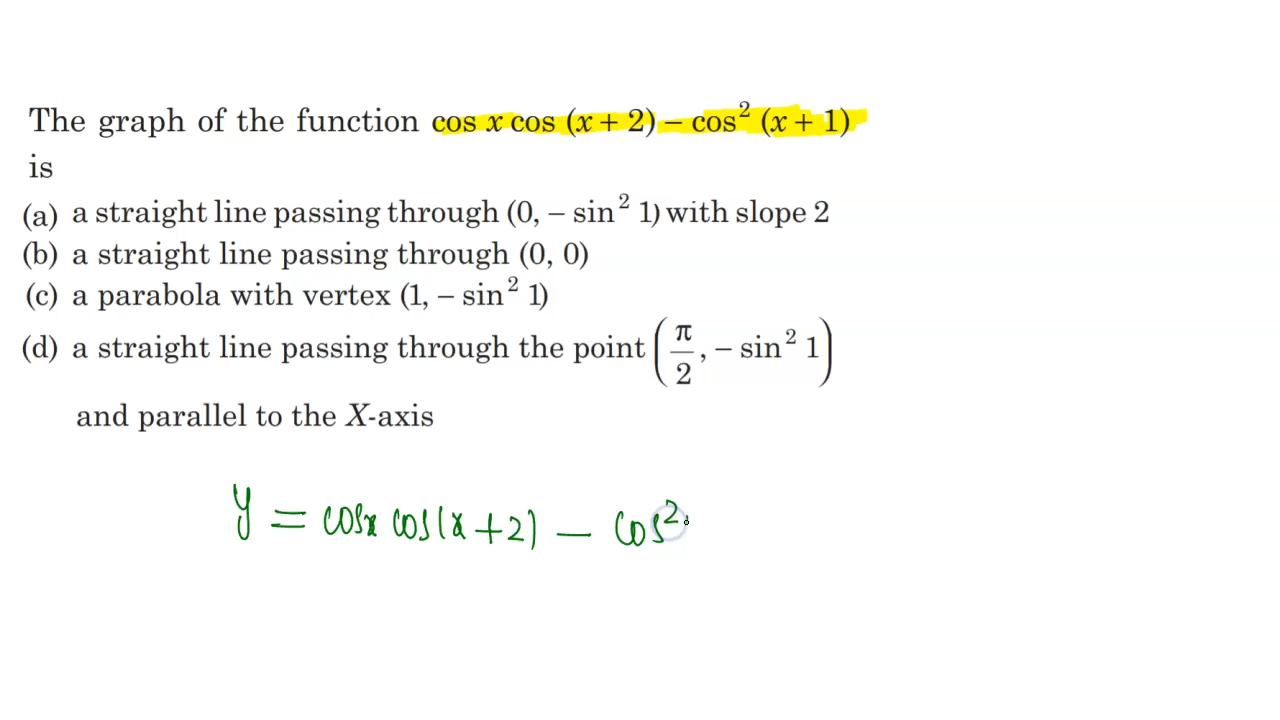 The graph of the function cos x cos (x + 2) – cos² (x + 1)
is
(a) a straight line passing through (0, – sin² 1) with slope 2
(b) a straight line passing through (0, 0)
(c) a parabola with vertex (1, – sin² 1)
(d) a straight line passing through the point (π/2, – sin² 1)
and parallel to the X-axis
y = cosx cos(x+2) – cos²